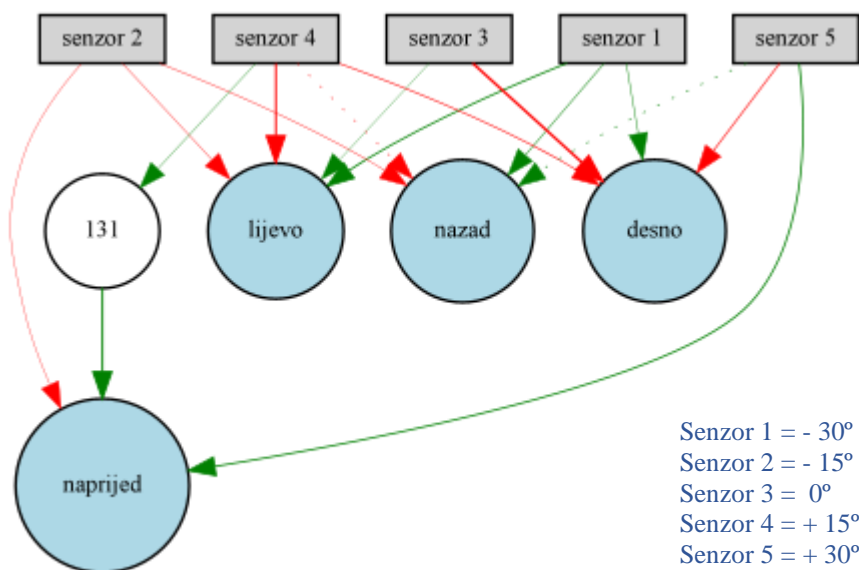 senzor 2
senzor 4
senzor 3
senzor 1
senzor 5
131
lijevo
nazad
desno
naprijed
Senzor 1 = - 30º
Senzor 2 = - 15º
Senzor 3 = 0º
Senzor 4 = + 15º
Senzor 5 = + 30º